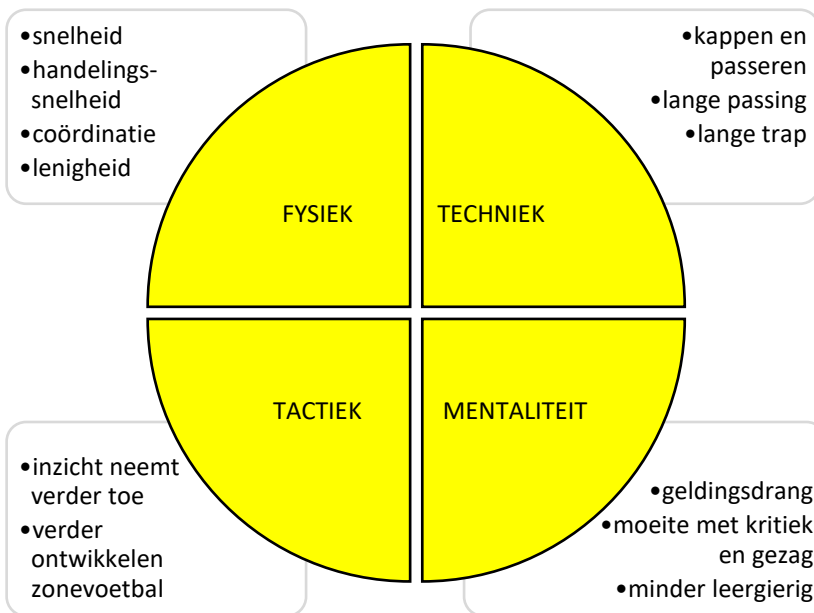 •snelheid
•handelings-
snelheid
•coördinatie
•lenigheid
•kappen en
passeren
•lange passing
•lange trap
FYSIEK
TECHNIEK
TACTIEK
MENTALITEIT
•inzicht neemt
verder toe
•verder
ontwikkelen
zonevoetbal
•geldingsdrang
•moeite met kritiek
en gezag
•minder leergierig